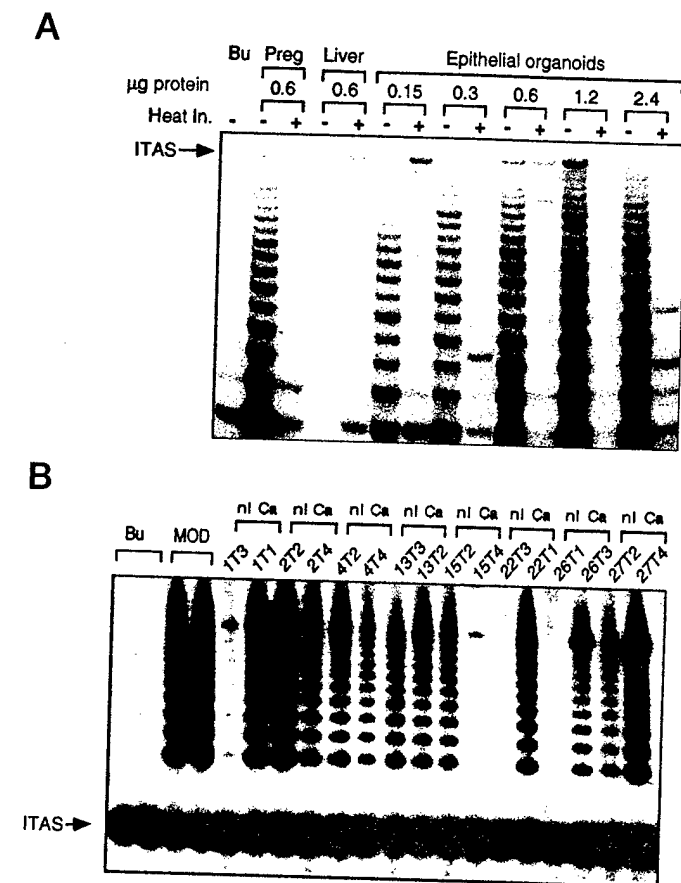 A
Bu Preg Liver Epithelial organoids
µg protein 0.6 0.6 0.15 0.3 0.6 1.2 2.4
Heat In. - - + - + - + - + - + - + - +
ITAS
B
Bu MOD nl Ca nl Ca nl Ca nl Ca nl Ca nl Ca nl Ca nl Ca
1T3 1T1 2T2 2T4 4T2 4T4 13T3 13T2 15T2 15T4 22T3 22T1 26T1 26T3 27T2 27T4
ITAS